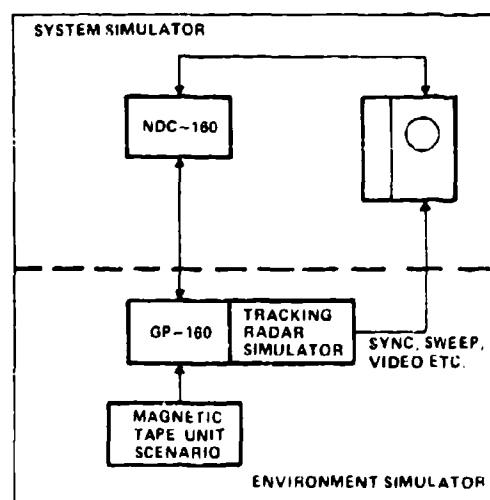 SYSTEM SIMULATOR
NDC-160
GP-160
TRACKING
RADAR
SIMULATOR
SYNC, SWEEP,
VIDEO ETC.
MAGNETIC
TAPE UNIT
SCENARIO
ENVIRONMENT SIMULATOR